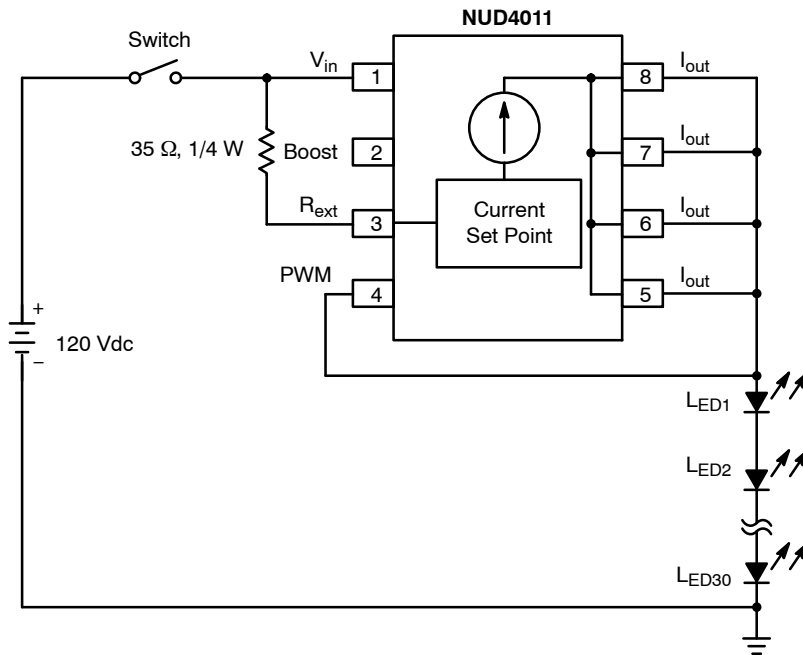 NUD4011
Switch
V_in
1
8
I_out
35 Ω, 1/4 W
Boost
2
7
I_out
R_ext
3
Current
Set Point
6
I_out
PWM
4
5
I_out
+
120 Vdc
−
L_ED1
L_ED2
L_ED30